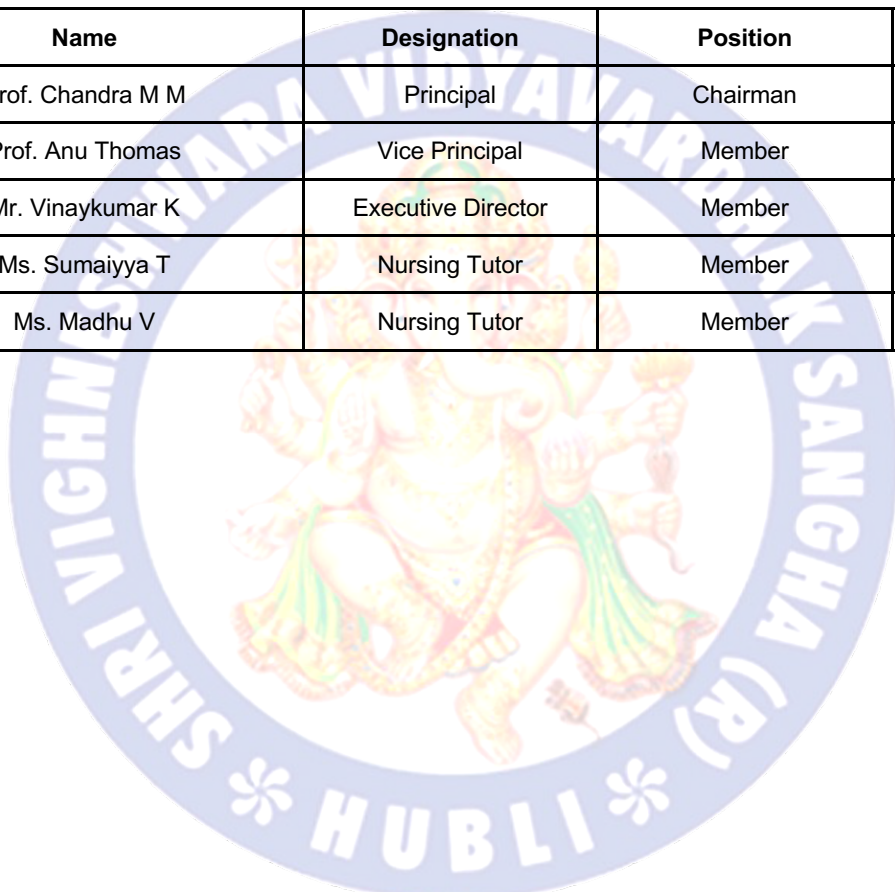 Name Designation Position
rof. Chandra M M Principal Chairman
Prof. Anu Thomas Vice Principal Member
Mr. Vinaykumar K Executive Director Member
Ms. Sumaiyya T Nursing Tutor Member
Ms. Madhu V Nursing Tutor Member
SHRI VIGHNESHWARA VIDYAVARDHAK SANGHA (R)
HUBLI